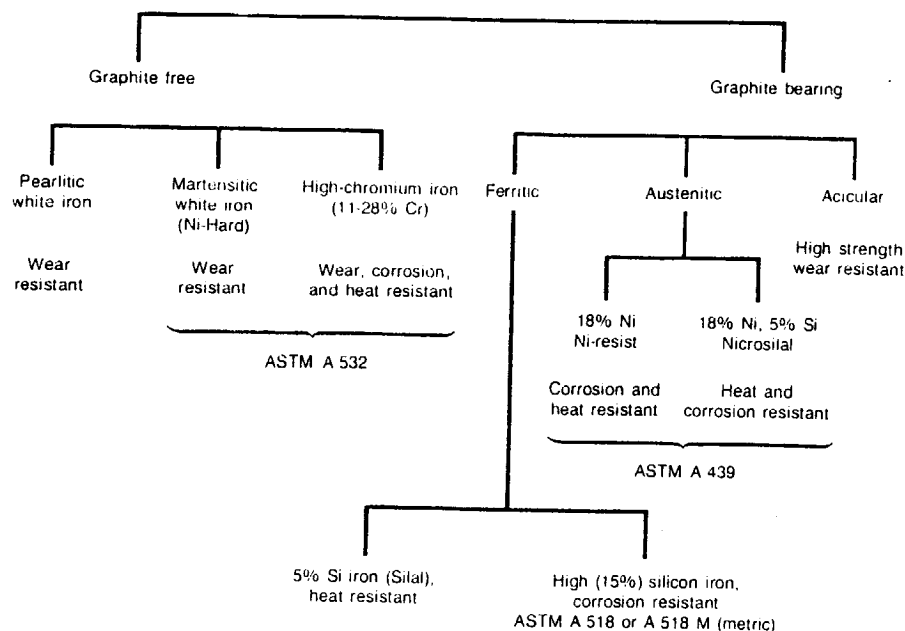 Graphite free
Graphite bearing
Pearlitic
white iron
Martensitic
white iron
(Ni-Hard)
High-chromium iron
(11-28% Cr)
Ferritic
Austenitic
Acicular
Wear
resistant
Wear
resistant
Wear, corrosion,
and heat resistant
High strength
wear resistant
ASTM A 532
18% Ni
Ni-resist
18% Ni, 5% Si
Nicrosilal
Corrosion and
heat resistant
Heat and
corrosion resistant
ASTM A 439
5% Si iron (Silal),
heat resistant
High (15%) silicon iron,
corrosion resistant
ASTM A 518 or A 518 M (metric)